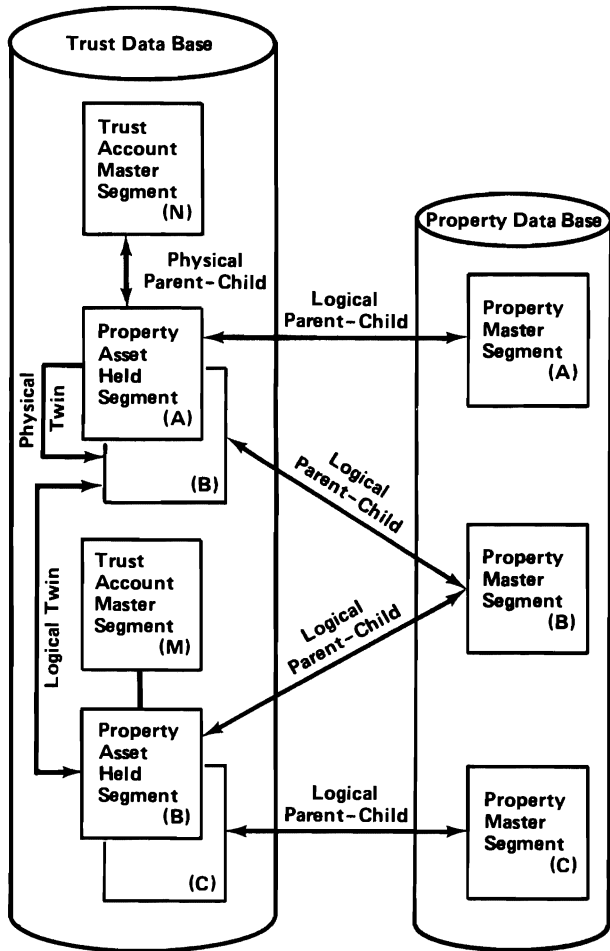 Trust Data Base
Trust
Account
Master
Segment
(N)
Physical
Parent-Child
Property
Asset
Held
Segment
(A)
Physical
Twin
(B)
Logical Twin
Trust
Account
Master
Segment
(M)
Property
Asset
Held
Segment
(B)
(C)
Logical
Parent-Child
Logical
Parent-Child
Logical
Parent-Child
Logical
Parent-Child
Property Data Base
Property
Master
Segment
(A)
Property
Master
Segment
(B)
Property
Master
Segment
(C)